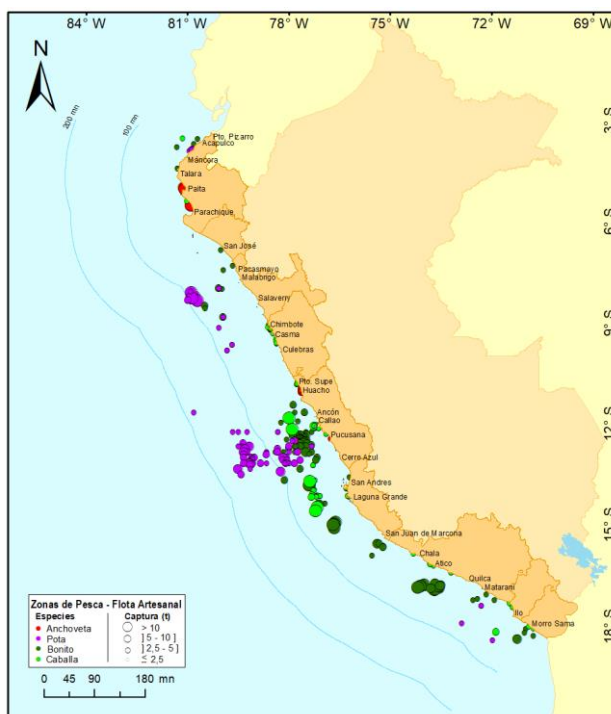 84° W 81° W 78° W 75° W 72° W 69° W
N
200 mn
100 mn
3° S
Pto. Pizarro
Acapulco
Máncora
Talara
Paita
Parachique
6° S
San José
Pacasmayo
Malabrigo
Salaverry
9° S
Chimbote
Casma
Culebras
Pto. Supe
Huacho
Ancón
Callao
12° S
Pucusana
Cerro Azul
San Andres
Laguna Grande
San Juan de Marcona
15° S
Chala
Atico
Quilca
Matarani
Ilo
Morro Sama
18° S
Zonas de Pesca - Flota Artesanal
Especies Captura (t)
Anchoveta > 10
Pota ] 5 - 10 ]
Bonito ] 2,5 - 5 ]
Caballa ≤ 2,5
0 45 90 180 mn